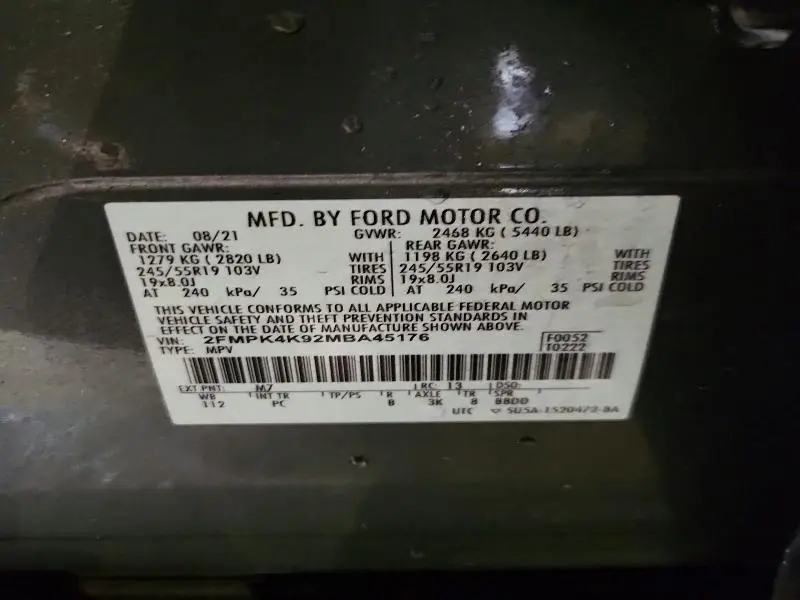 MFD. BY FORD MOTOR CO.
DATE: 08/21 GVWR: 2468 KG ( 5440 LB)
FRONT GAWR: REAR GAWR:
1279 KG ( 2820 LB) WITH 1198 KG ( 2640 LB) WITH
245/55R19 103V TIRES 245/55R19 103V TIRES
19x8.0J RIMS 19x8.0J RIMS
AT 240 kPa/ 35 PSI COLD AT 240 kPa/ 35 PSI COLD
THIS VEHICLE CONFORMS TO ALL APPLICABLE FEDERAL MOTOR
VEHICLE SAFETY AND THEFT PREVENTION STANDARDS IN
EFFECT ON THE DATE OF MANUFACTURE SHOWN ABOVE.
VIN: 2FMPK4K92MBA45176 F0052
TYPE: MPV T0222
EXT PNT: M7 RC: 13 DSO:
WB INT TR TP/PS R AXLE TR SPR
112 PC B 3K 8 BBDD
UTC